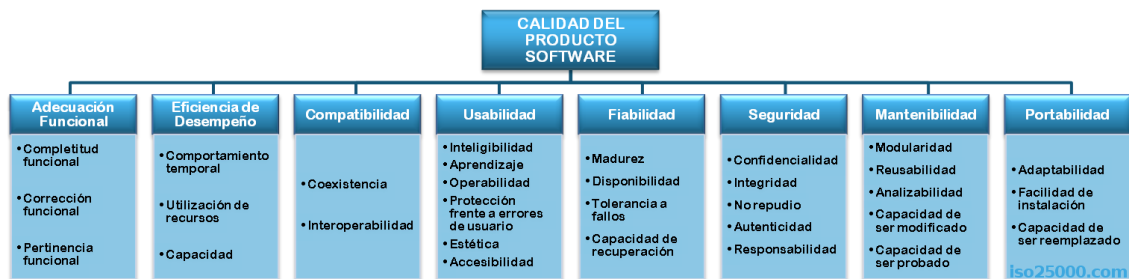 CALIDAD DEL
PRODUCTO
SOFTWARE
Adecuación
Funcional
• Completitud
funcional
• Corrección
funcional
• Pertinencia
funcional
Eficiencia de
Desempeño
• Comportamiento
temporal
• Utilización de
recursos
• Capacidad
Compatibilidad
• Coexistencia
• Interoperabilidad
Usabilidad
• Inteligibilidad
• Aprendizaje
• Operabilidad
• Protección
frente a errores
de usuario
• Estética
• Accesibilidad
Fiabilidad
• Madurez
• Disponibilidad
• Tolerancia a
fallos
• Capacidad de
recuperación
Seguridad
• Confidencialidad
• Integridad
• No repudio
• Autenticidad
• Responsabilidad
Mantenibilidad
• Modularidad
• Reusabilidad
• Analizabilidad
• Capacidad de
ser modificado
• Capacidad de
ser probado
Portabilidad
• Adaptabilidad
• Facilidad de
instalación
• Capacidad de
ser reemplazado
iso25000.com